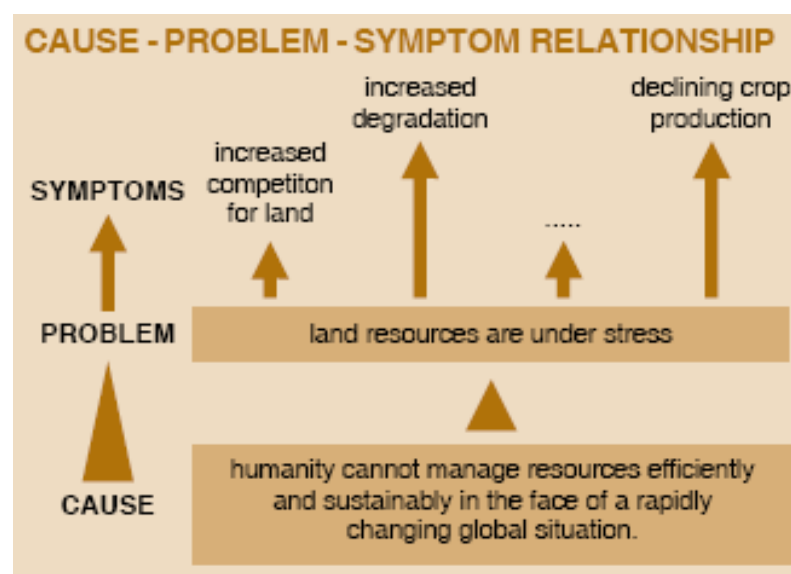 CAUSE - PROBLEM - SYMPTOM RELATIONSHIP
increased
degradation
declining crop
production
increased
competiton
for land
SYMPTOMS
.....
PROBLEM
land resources are under stress
humanity cannot manage resources efficiently
and sustainably in the face of a rapidly
changing global situation.
CAUSE